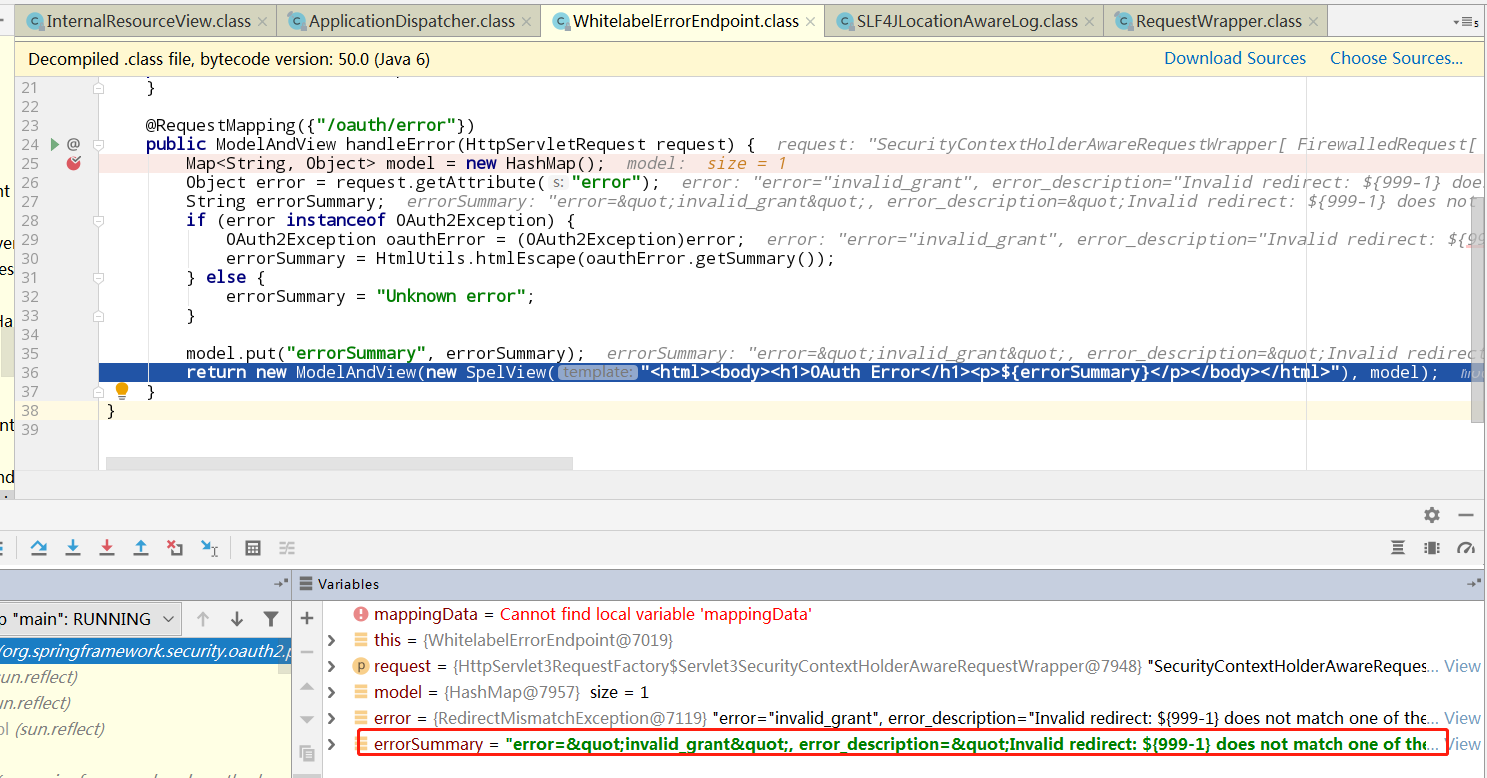 InternalResourceView.class × ApplicationDispatcher.class × WhitelabelErrorEndpoint.class × SLF4JLocationAwareLog.class × RequestWrapper.class × 5
Decompiled .class file, bytecode version: 50.0 (Java 6) Download Sources Choose Sources...
21 }
22
23 @RequestMapping({"/oauth/error"})
24 @ public ModelAndView handleError(HttpServletRequest request) { request: "SecurityContextHolderAwareRequestWrapper[ FirewalledRequest[
25 Map<String, Object> model = new HashMap(); model: size = 1
26 Object error = request.getAttribute( s: "error"); error: "error="invalid_grant", error_description="Invalid redirect: ${999-1} doe
27 String errorSummary; errorSummary: "error=&quot;invalid_grant&quot;, error_description=&quot;Invalid redirect: ${999-1} does not
28 if (error instanceof OAuth2Exception) {
29 OAuth2Exception oauthError = (OAuth2Exception)error; error: "error="invalid_grant", error_description="Invalid redirect: ${99
30 errorSummary = HtmlUtils.htmlEscape(oauthError.getSummary());
31 } else {
32 errorSummary = "Unknown error";
33 }
34
35 model.put("errorSummary", errorSummary); errorSummary: "error=&quot;invalid_grant&quot;, error_description=&quot;Invalid redirect
36 return new ModelAndView(new SpelView( template: "<html><body><h1>OAuth Error</h1><p>${errorSummary}</p></body></html>"), model);
37 }
38 }
39
Variables
p "main": RUNNING
mappingData = Cannot find local variable 'mappingData'
/org.springframework.security.oauth2.p
this = {WhitelabelErrorEndpoint@7019}
un.reflect)
p request = {HttpServlet3RequestFactory$Servlet3SecurityContextHolderAwareRequestWrapper@7948} "SecurityContextHolderAwareReques... View
n.reflect)
model = {HashMap@7957} size = 1
ol (sun.reflect)
error = {RedirectMismatchException@7119} "error="invalid_grant", error_description="Invalid redirect: ${999-1} does not match one of the... View
errorSummary = "error=&quot;invalid_grant&quot;, error_description=&quot;Invalid redirect: ${999-1} does not match one of the... View